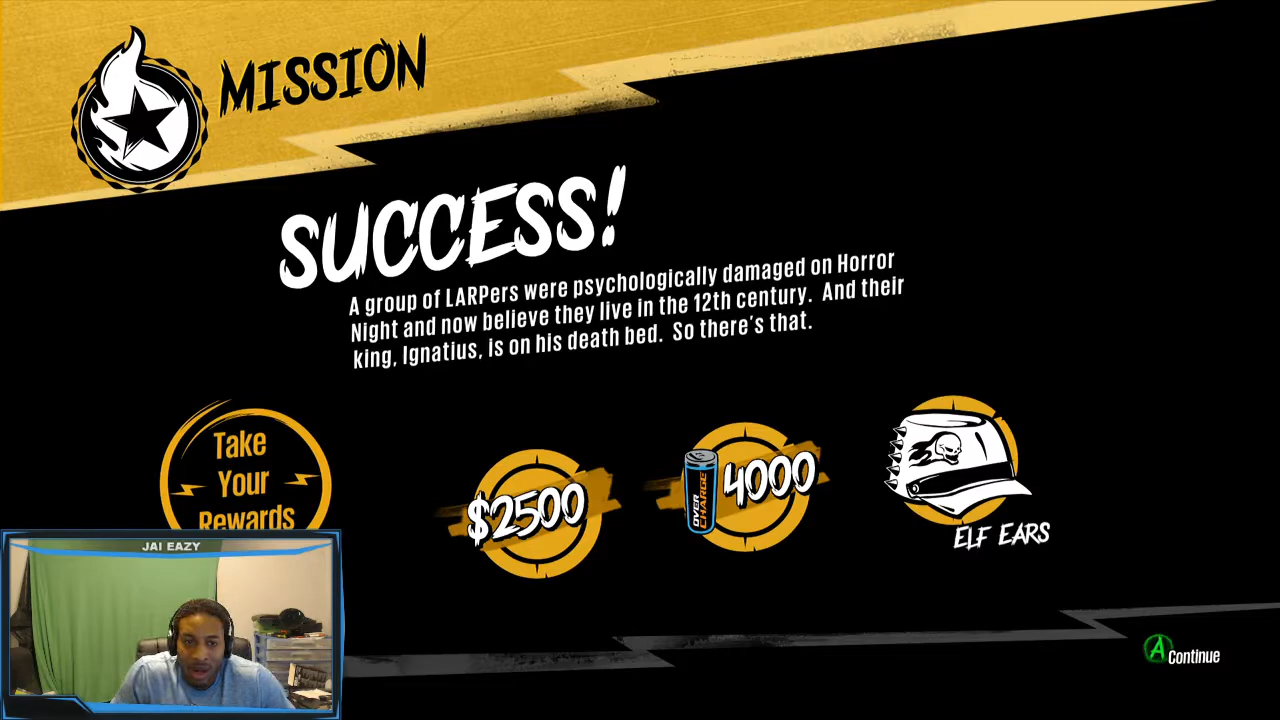 MISSION
SUCCESS!
A group of LARPers were psychologically damaged on Horror
Night and now believe they live in the 12th century. And their
king, Ignatius, is on his death bed. So there's that.
Take
Your
Rewards
$2500
OVER
CHARGE
4000
ELF EARS
JAI EAZY
A Continue